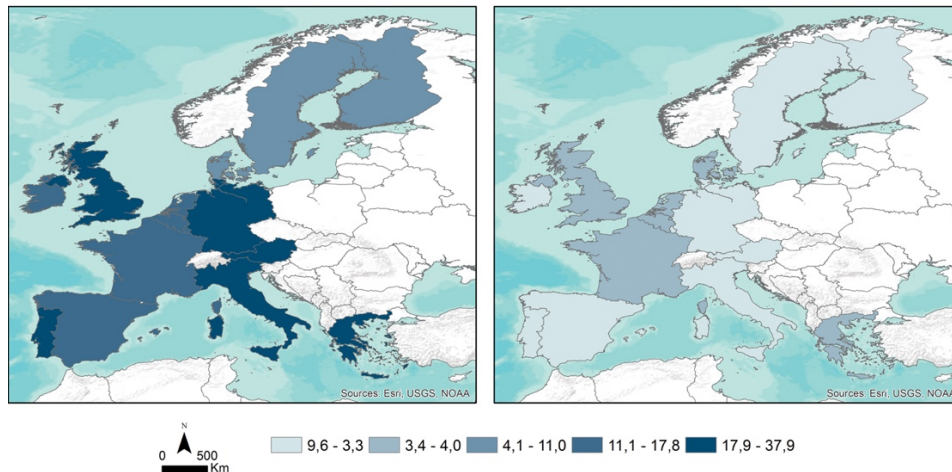 Sources: Esri, USGS, NOAA
Sources: Esri, USGS, NOAA
N
0 500
Km
9,6 - 3,3
3,4 - 4,0
4,1 - 11,0
11,1 - 17,8
17,9 - 37,9